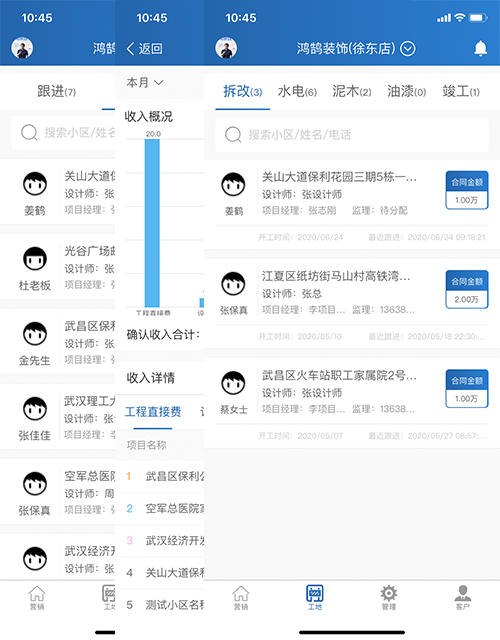 10:45
鸿鹄装饰
跟进(7)
搜索小区/姓名
关山大道保
设计师：张
项目经理：张
姜鹤
光谷广场邮
设计师：张
项目经理：
杜老板
武昌区保利
设计师：张
项目经理：
金先生
武汉理工大
设计师：张
项目经理：李
张佳佳
空军总医院
设计师：周
项目经理：
张保真
武汉经济开
设计师：张
营销
工地
10:45
返回
本月
收入概况
20.0
工程直接费
设
确认收入合计：
收入详情
工程直接费
项目名称
1 武昌区保利公
2 空军总医院
3 武汉经济开发
4 关山大道保利
5 测试小区名称
10:45
鸿鹄装饰(徐东店)
拆改(3) 水电(6) 泥木(2) 油漆(0) 竣工(1)
搜索小区/姓名/电话
关山大道保利花园三期5栋一...
设计师：张设计师
项目经理：张志刚 监理：待分配
姜鹤
合同金额
1.00万
开工时间：2020/06/24 最近跟进：2020/06/24 09:18:21
江夏区纸坊街马山村高铁湾...
设计师：张总
项目经理：李项目... 监理：13638...
张保真
合同金额
2.00万
开工时间：2020/05/10 最近跟进：2020/05/18 22:30:...
武昌区火车站职工家属院2号...
设计师：张设计师
项目经理：李项目... 监理：13638...
蔡女士
合同金额
1.00万
开工时间：2020/05/07 最近跟进：2020/05/27 08:57:...
营销 工地 管理 客户